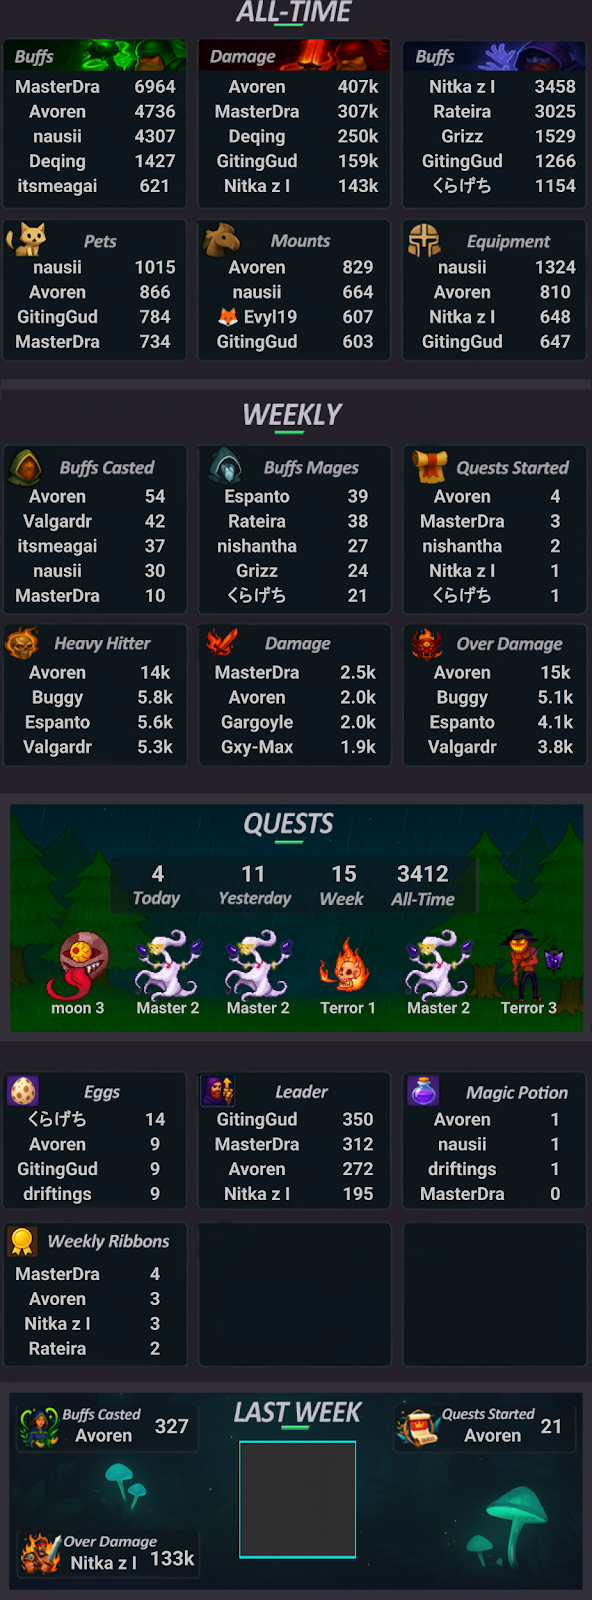 ALL-TIME
Buffs
MasterDra 6964
Avoren 4736
nausii 4307
Deqing 1427
itsmeagai 621
Damage
Avoren 407k
MasterDra 307k
Deqing 250k
GitingGud 159k
Nitka z I 143k
Buffs
Nitka z I 3458
Rateira 3025
Grizz 1529
GitingGud 1266
くらげち 1154
Pets
nausii 1015
Avoren 866
GitingGud 784
MasterDra 734
Mounts
Avoren 829
nausii 664
🦊 Evyl19 607
GitingGud 603
Equipment
nausii 1324
Avoren 810
Nitka z I 648
GitingGud 647
WEEKLY
Buffs Casted
Avoren 54
Valgardr 42
itsmeagai 37
nausii 30
MasterDra 10
Buffs Mages
Espanto 39
Rateira 38
nishantha 27
Grizz 24
くらげち 21
Quests Started
Avoren 4
MasterDra 3
nishantha 2
Nitka z I 1
くらげち 1
Heavy Hitter
Avoren 14k
Buggy 5.8k
Espanto 5.6k
Valgardr 5.3k
Damage
MasterDra 2.5k
Avoren 2.0k
Gargoyle 2.0k
Gxy-Max 1.9k
Over Damage
Avoren 15k
Buggy 5.1k
Espanto 4.1k
Valgardr 3.8k
QUESTS
4 11 15 3412
Today Yesterday Week All-Time
moon 3 Master 2 Master 2 Terror 1 Master 2 Terror 3
Eggs
くらげち 14
Avoren 9
GitingGud 9
driftings 9
Leader
GitingGud 350
MasterDra 312
Avoren 272
Nitka z I 195
Magic Potion
Avoren 1
nausii 1
driftings 1
MasterDra 0
Weekly Ribbons
MasterDra 4
Avoren 3
Nitka z I 3
Rateira 2
LAST WEEK
Buffs Casted
Avoren 327
Quests Started
Avoren 21
Over Damage
Nitka z I 133k